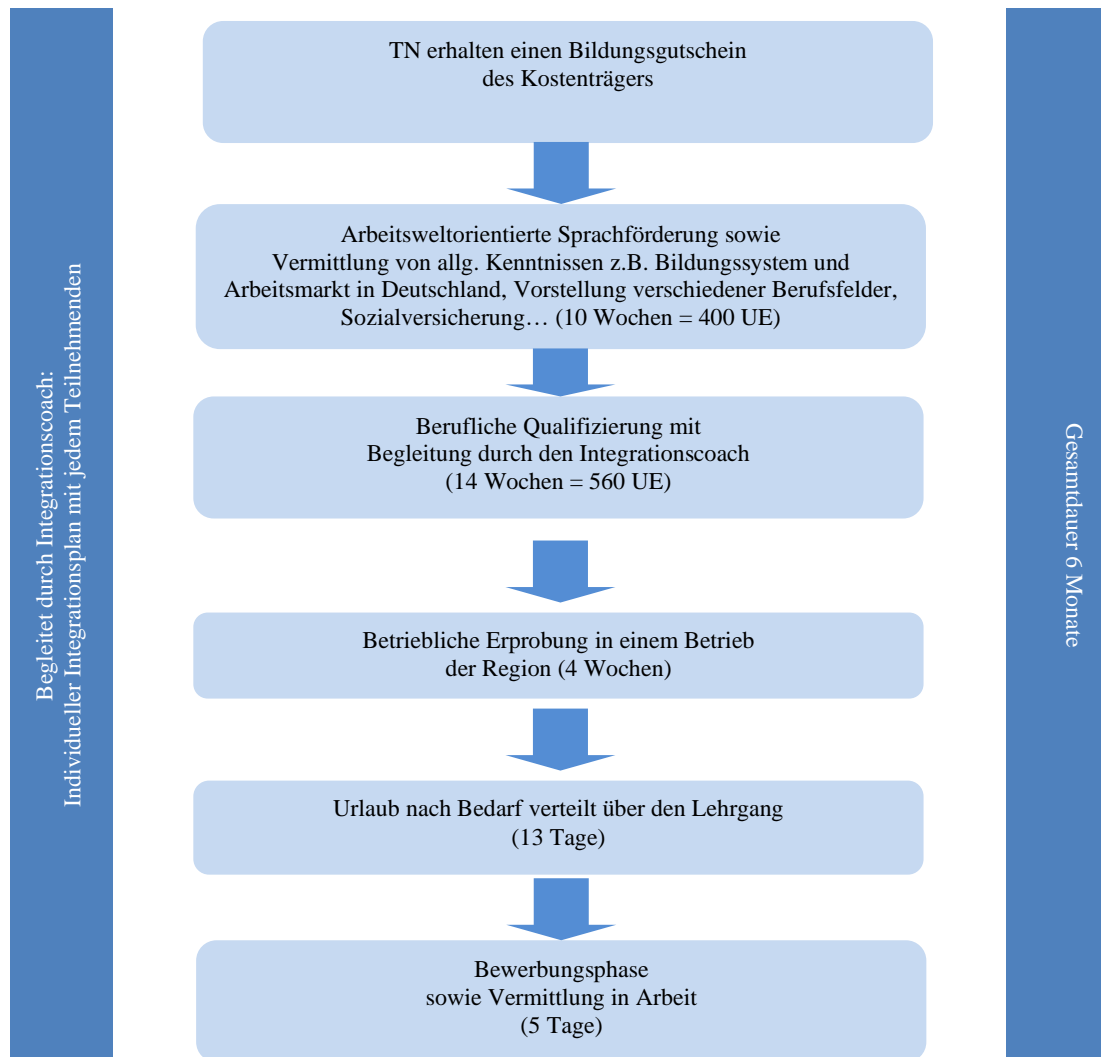 TN erhalten einen Bildungsgutschein
des Kostenträgers
Arbeitsweltorientierte Sprachförderung sowie
Vermittlung von allg. Kenntnissen z.B. Bildungssystem und
Arbeitsmarkt in Deutschland, Vorstellung verschiedener Berufsfelder,
Sozialversicherung… (10 Wochen = 400 UE)
Berufliche Qualifizierung mit
Begleitung durch den Integrationscoach
(14 Wochen = 560 UE)
Betriebliche Erprobung in einem Betrieb
der Region (4 Wochen)
Urlaub nach Bedarf verteilt über den Lehrgang
(13 Tage)
Bewerbungsphase
sowie Vermittlung in Arbeit
(5 Tage)
Begleitet durch Integrationscoach:
Individueller Integrationsplan mit jedem Teilnehmenden
Gesamtdauer 6 Monate